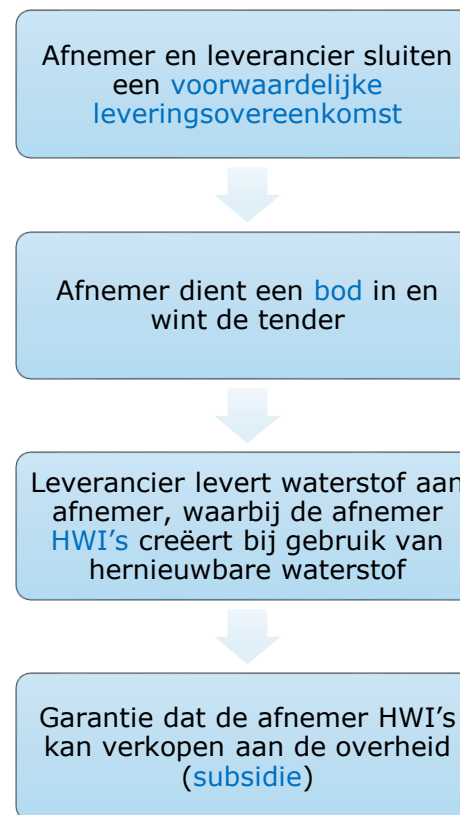 Afnemer en leverancier sluiten
een voorwaardelijke
leveringsovereenkomst
Afnemer dient een bod in en
wint de tender
Leverancier levert waterstof aan
afnemer, waarbij de afnemer
HWI's creëert bij gebruik van
hernieuwbare waterstof
Garantie dat de afnemer HWI's
kan verkopen aan de overheid
(subsidie)